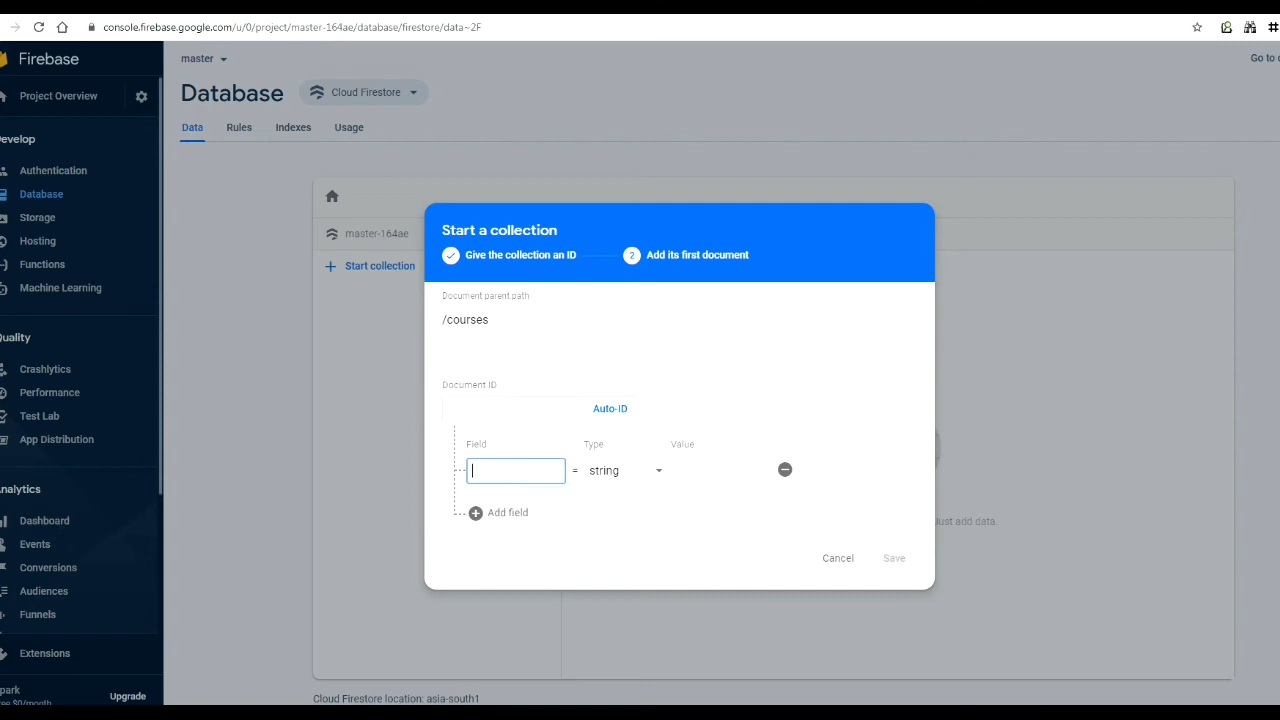 console.firebase.google.com/u/0/project/master-164ae/database/firestore/data~2F
Firebase
master
Go to
Project Overview
Database
Cloud Firestore
Data
Rules
Indexes
Usage
evelop
Authentication
Database
Storage
Hosting
Functions
Machine Learning
uality
Crashlytics
Performance
Test Lab
App Distribution
nalytics
Dashboard
Events
Conversions
Audiences
Funnels
Extensions
park
ree $0/month
Upgrade
master-164ae
Start collection
Start a collection
Give the collection an ID
2
Add its first document
Document parent path
/courses
Document ID
Auto-ID
Field
Type
Value
=
string
Add field
Cancel
Save
Just add data.
Cloud Firestore location: asia-south1